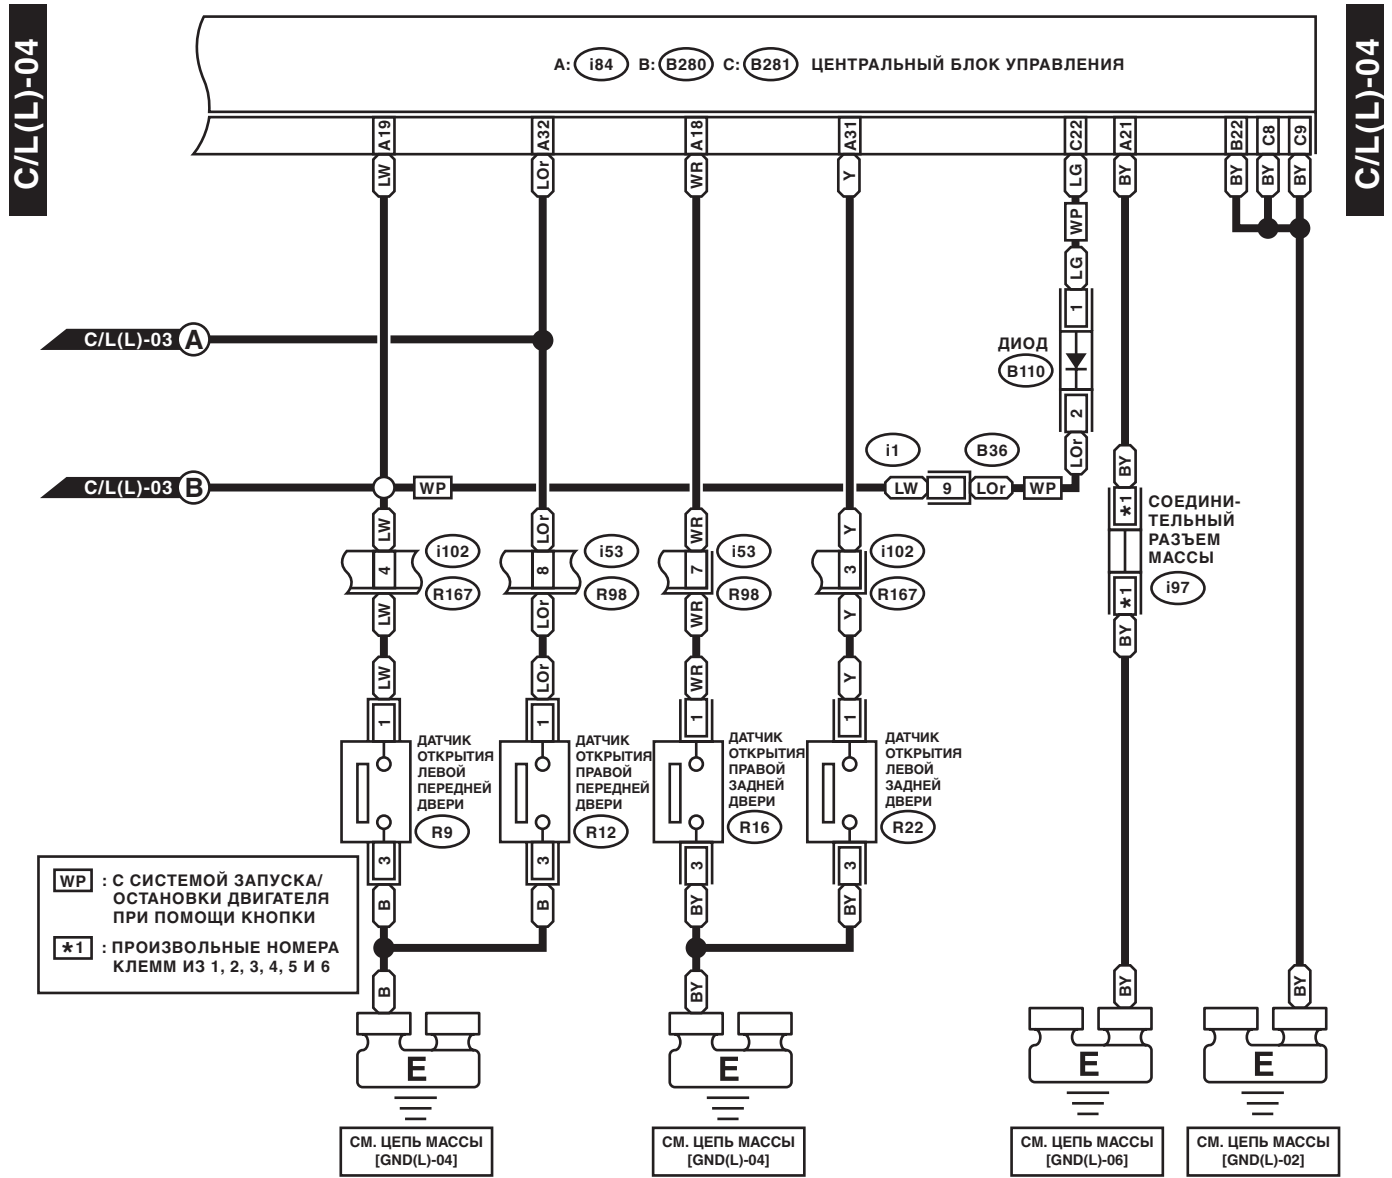 C/L(L)-04
C/L(L)-04
A: i84 B: B280 C: B281 ЦЕНТРАЛЬНЫЙ БЛОК УПРАВЛЕНИЯ
A19 A32 A18 A31 C22 A21 B22 C8 C9
LW LOr WR Y LG BY BY BY BY
WP
LG
1
C/L(L)-03 A
ДИОД
B110
2
LOr
i1 B36
BY
C/L(L)-03 B
WP
LW 9 LOr WP
*1
СОЕДИНИ-
ТЕЛЬНЫЙ
РАЗЪЕМ
МАССЫ
i97
*1
BY
LW LOr WR Y
4 i102 8 i53 7 i53 3 i102
R167 R98 R98 R167
LW LOr WR Y
LW LOr WR Y
1 1 1 1
ДАТЧИК
ОТКРЫТИЯ
ЛЕВОЙ
ПЕРЕДНЕЙ
ДВЕРИ
R9
ДАТЧИК
ОТКРЫТИЯ
ПРАВОЙ
ПЕРЕДНЕЙ
ДВЕРИ
R12
ДАТЧИК
ОТКРЫТИЯ
ПРАВОЙ
ЗАДНЕЙ
ДВЕРИ
R16
ДАТЧИК
ОТКРЫТИЯ
ЛЕВОЙ
ЗАДНЕЙ
ДВЕРИ
R22
3 3 3 3
B B BY BY
WP : С СИСТЕМОЙ ЗАПУСКА/
ОСТАНОВКИ ДВИГАТЕЛЯ
ПРИ ПОМОЩИ КНОПКИ
*1 : ПРОИЗВОЛЬНЫЕ НОМЕРА
КЛЕММ ИЗ 1, 2, 3, 4, 5 И 6
B BY BY BY
E E E E
СМ. ЦЕПЬ МАССЫ
[GND(L)-04]
СМ. ЦЕПЬ МАССЫ
[GND(L)-04]
СМ. ЦЕПЬ МАССЫ
[GND(L)-06]
СМ. ЦЕПЬ МАССЫ
[GND(L)-02]